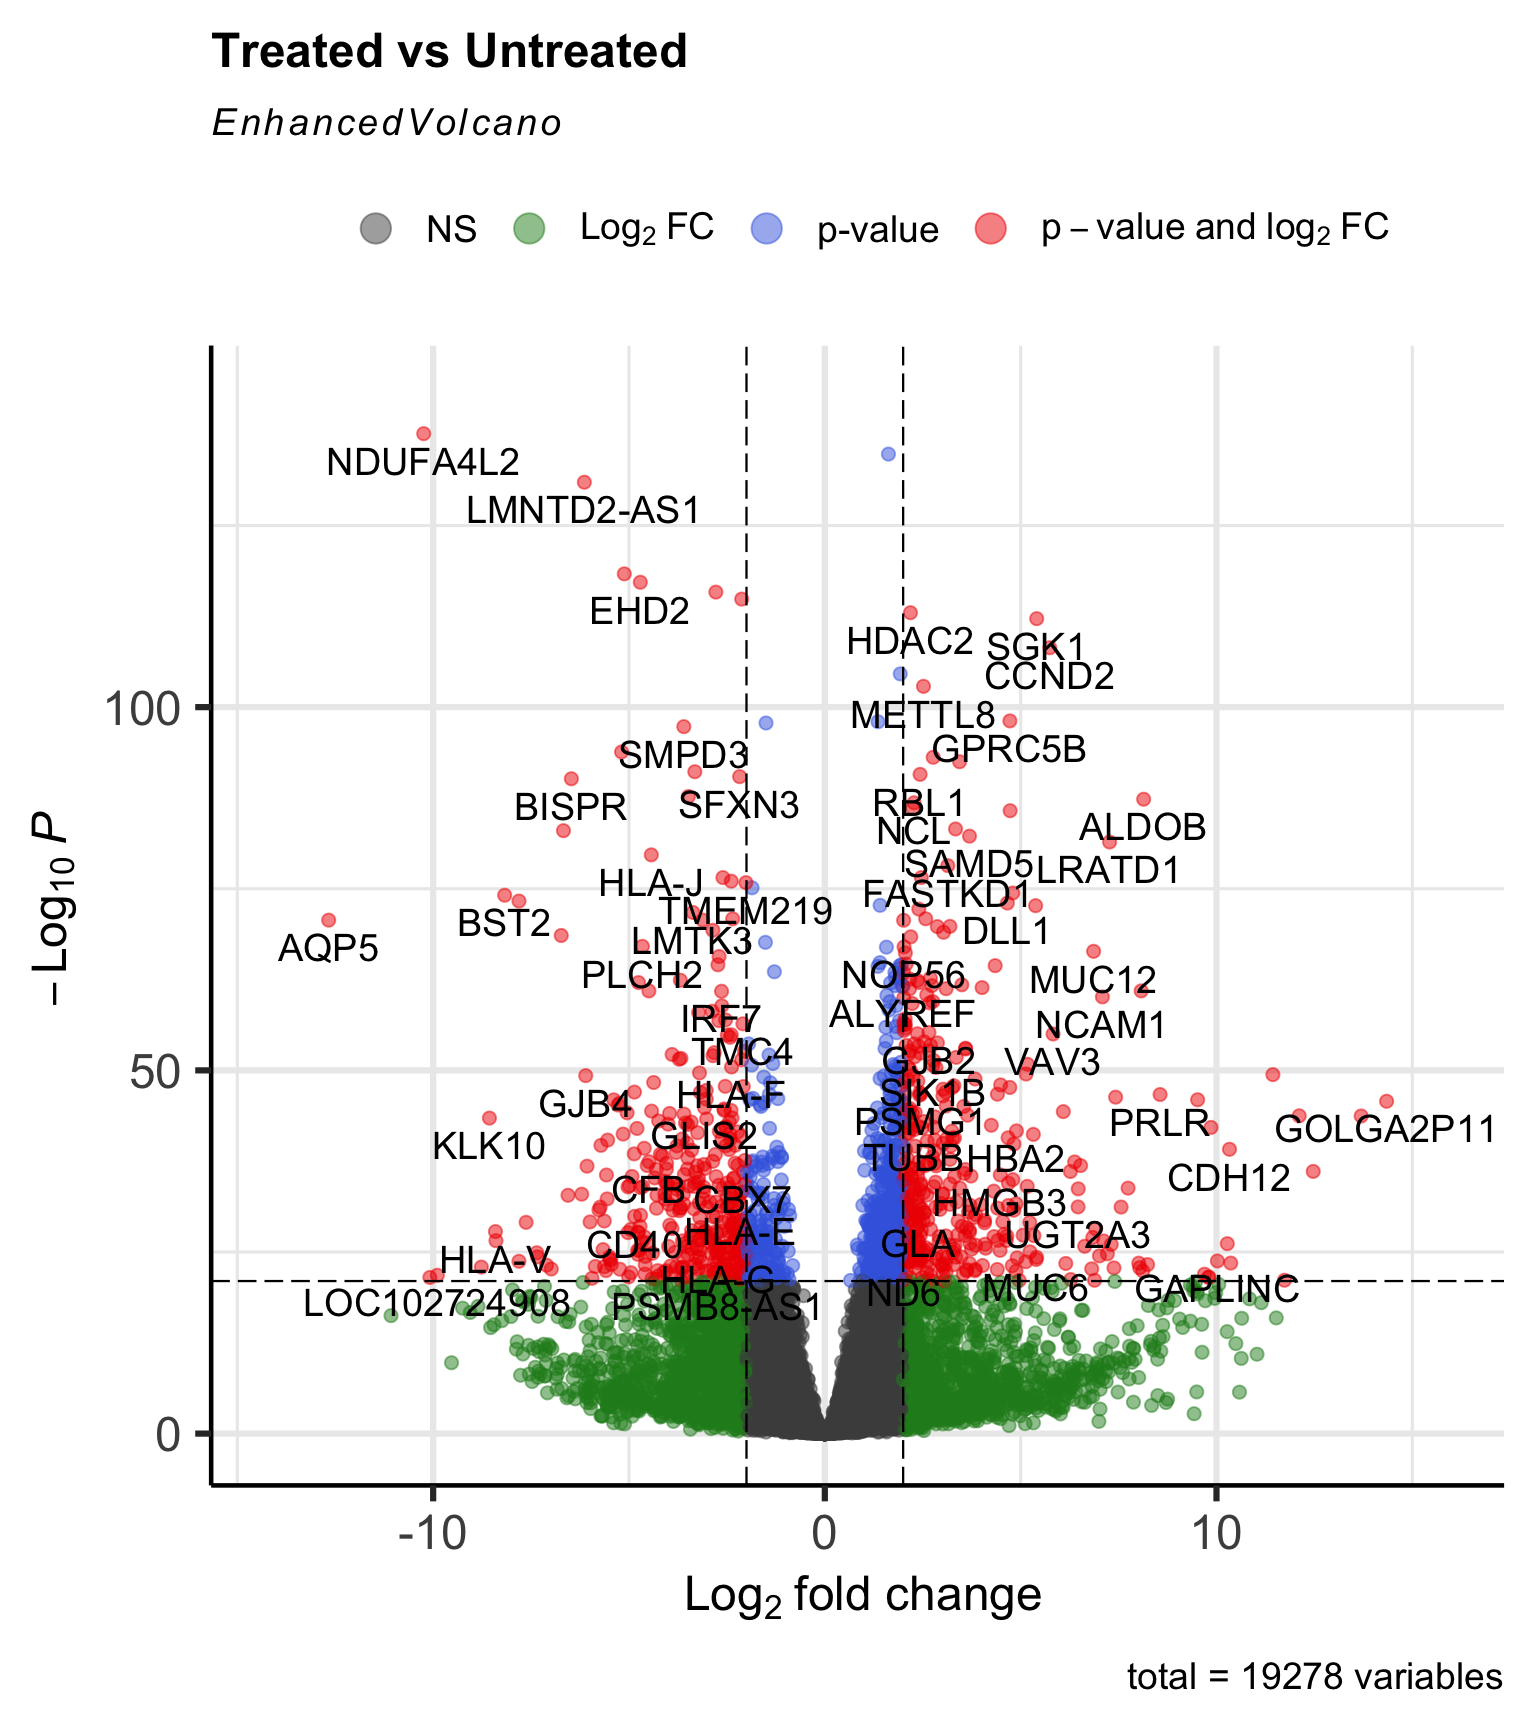 Treated vs Untreated
EnhancedVolcano
NS Log2 FC p-value p − value and log2 FC
NDUFA4L2
LMNTD2-AS1
EHD2
HDAC2 SGK1
CCND2
100
METTL8
GPRC5B
SMPD3
BISPR SFXN3 RBL1
NCL ALDOB
SAMD5 LRATD1
HLA-J FASTKD1
TMEM219
BST2 DLL1
AQP5 LMTK3
PLCH2 NOP56 MUC12
IRF7 ALYREF NCAM1
TMC4 GJB2 VAV3
50
HLA-F SIK1B
GJB4 PSMG1 PRLR GOLGA2P11
KLK10 GLIS2
TUBB HBA2
CFB CBX7 HMGB3 CDH12
HLA-E UGT2A3
CD40 GLA
HLA-V
HLA-G MUC6 GAPLINC
LOC102724908 PSMB8-AS1 ND6
0
-10 0 10
−Log10 P
Log2 fold change
total = 19278 variables